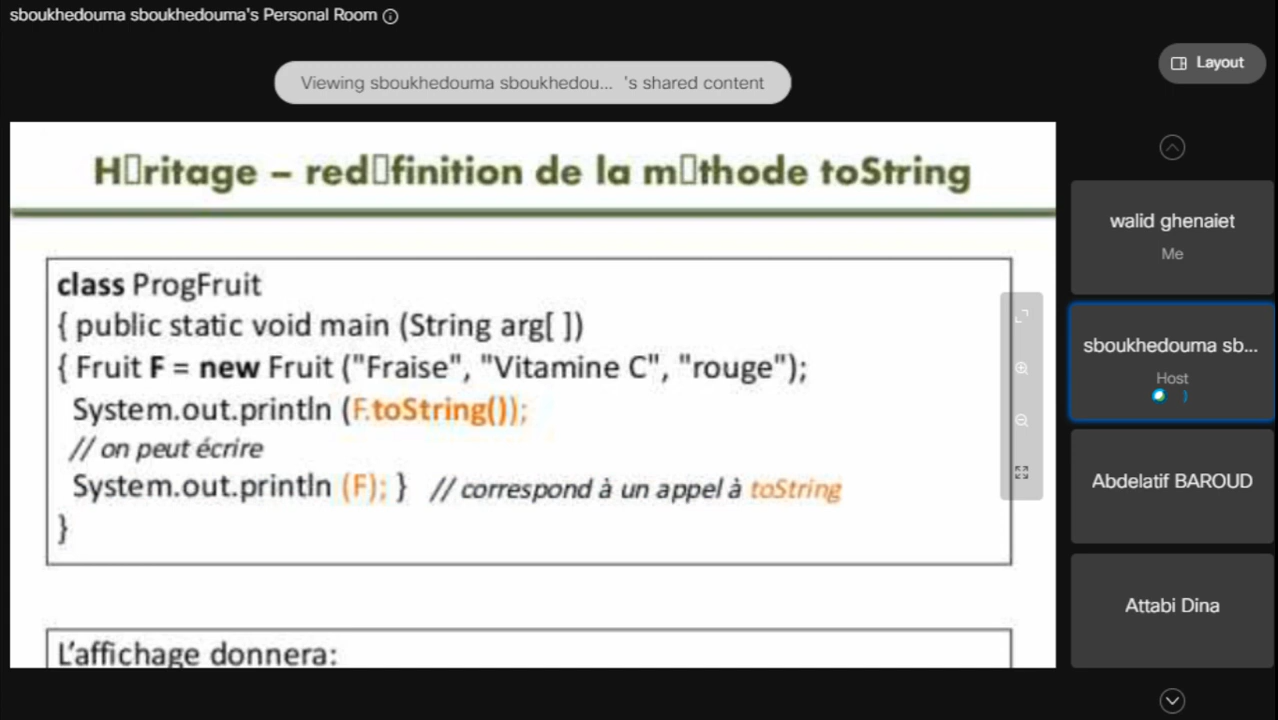 sboukhedouma sboukhedouma's Personal Room
Layout
Viewing sboukhedouma sboukhedou... 's shared content
H▯ritage – red▯finition de la m▯thode toString
class ProgFruit
{ public static void main (String arg[ ])
{ Fruit F = new Fruit ("Fraise", "Vitamine C", "rouge");
System.out.println (F.toString());
// on peut écrire
System.out.println (F); } // correspond à un appel à toString
}
L'affichage donnera:
walid ghenaiet
Me
sboukhedouma sb...
Host
Abdelatif BAROUD
Attabi Dina